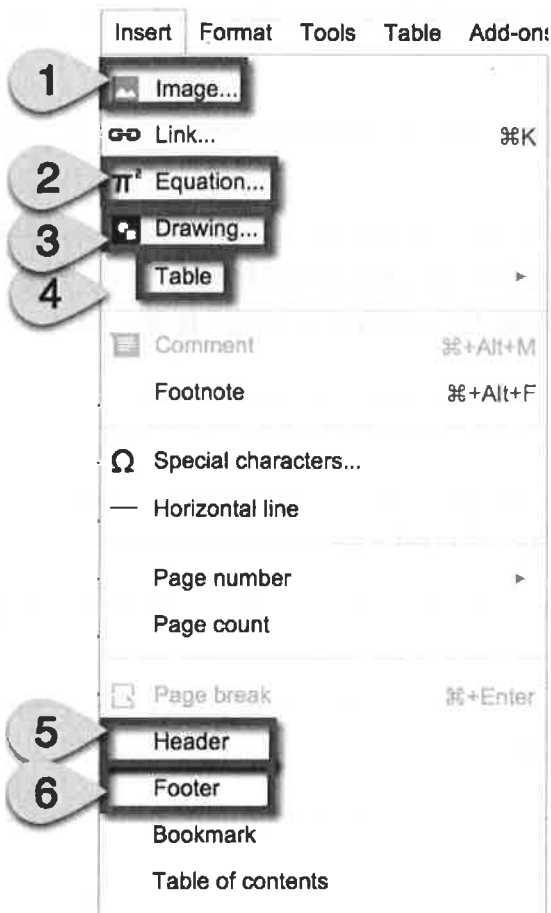 Insert Format Tools Table Add-ons
1 Image...
Link... ⌘K
2 π² Equation...
3 Drawing...
4 Table
Comment ⌘+Alt+M
Footnote ⌘+Alt+F
Ω Special characters...
Horizontal line
Page number
Page count
Page break ⌘+Enter
5 Header
6 Footer
Bookmark
Table of contents